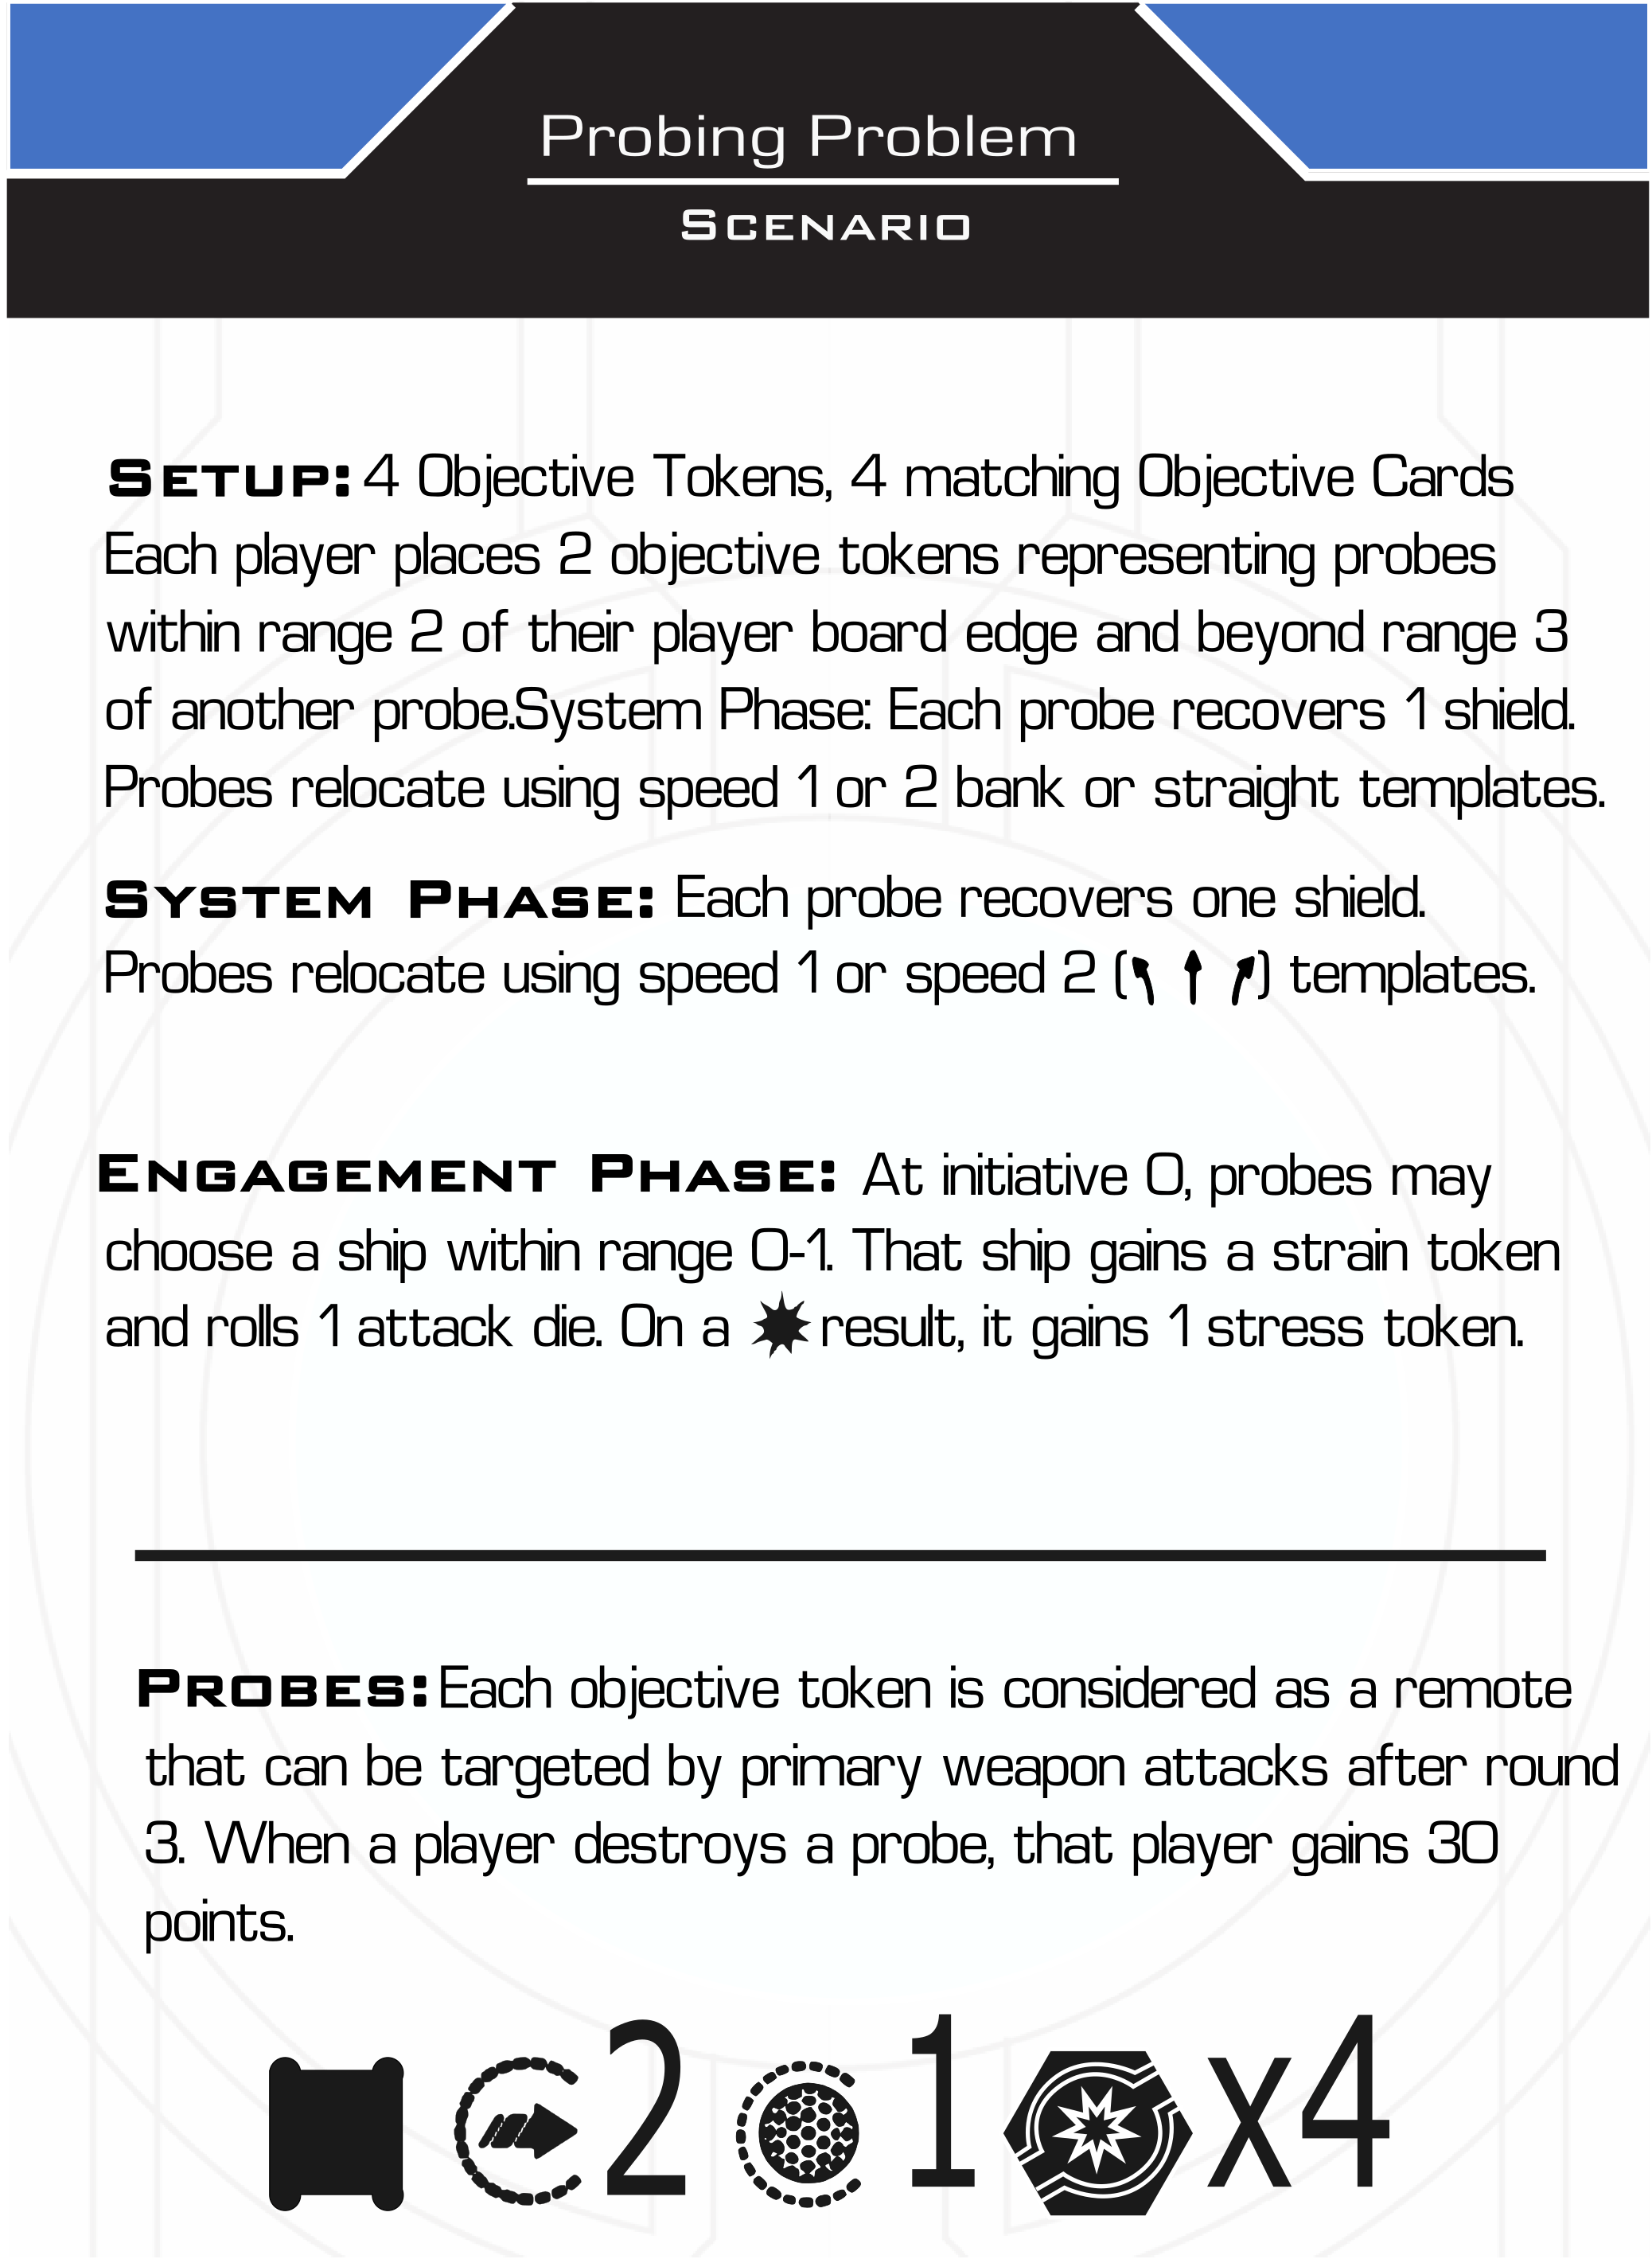 Probing Problem
Scenario
Setup: 4 Objective Tokens, 4 matching Objective Cards
Each player places 2 objective tokens representing probes
within range 2 of their player board edge and beyond range 3
of another probe.System Phase: Each probe recovers 1 shield.
Probes relocate using speed 1 or 2 bank or straight templates.
System Phase: Each probe recovers one shield.
Probes relocate using speed 1 or speed 2 ( ) templates.
Engagement Phase: At initiative 0, probes may
choose a ship within range 0-1. That ship gains a strain token
and rolls 1 attack die. On a result, it gains 1 stress token.
Probes: Each objective token is considered as a remote
that can be targeted by primary weapon attacks after round
3. When a player destroys a probe, that player gains 30
points.
2 1 x4